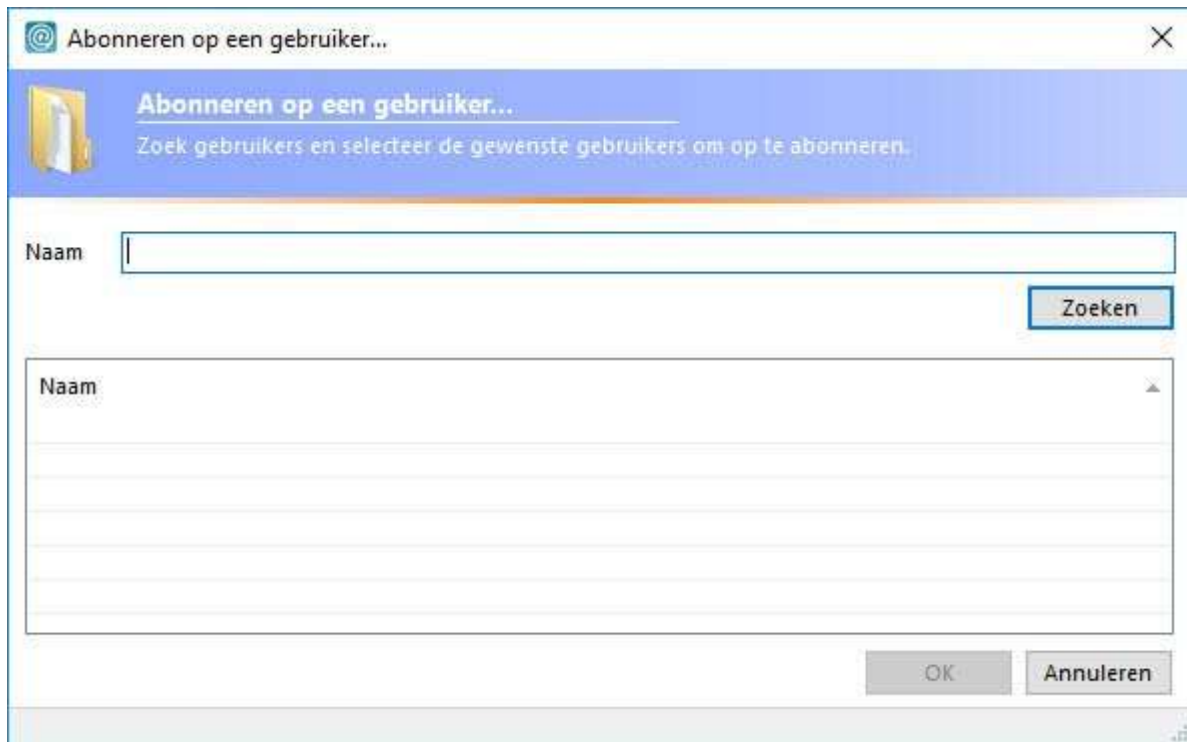 Abonneren op een gebruiker...
Abonneren op een gebruiker...
Zoek gebruikers en selecteer de gewenste gebruikers om op te abonneren.
Naam
Zoeken
Naam
OK
Annuleren